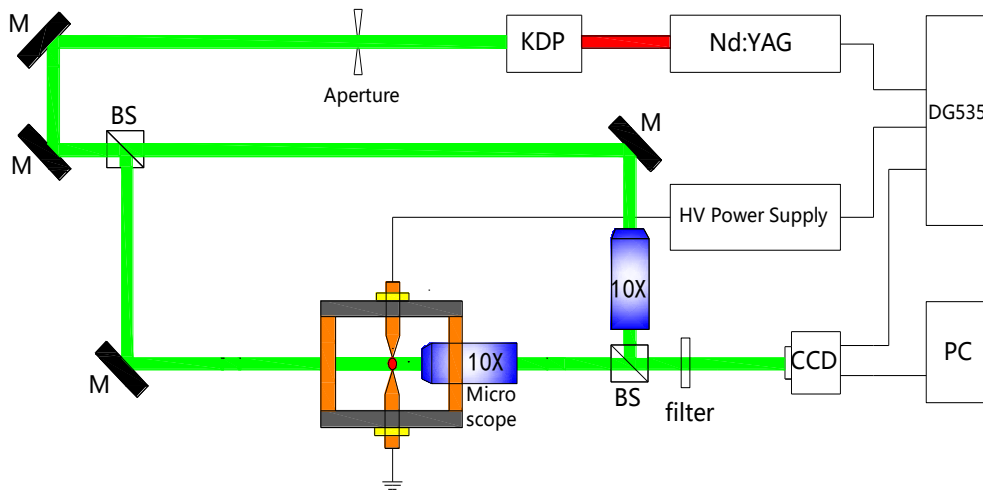 M
KDP
Nd:YAG
Aperture
DG535
BS
M
M
HV Power Supply
10X
M
10X
Micro
scope
BS
filter
CCD
PC